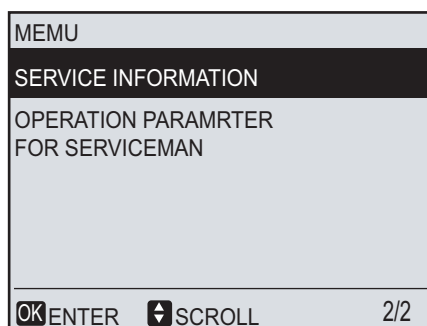 MEMU
SERVICE INFORMATION
OPERATION PARAMRTER
FOR SERVICEMAN
OK ENTER SCROLL 2/2